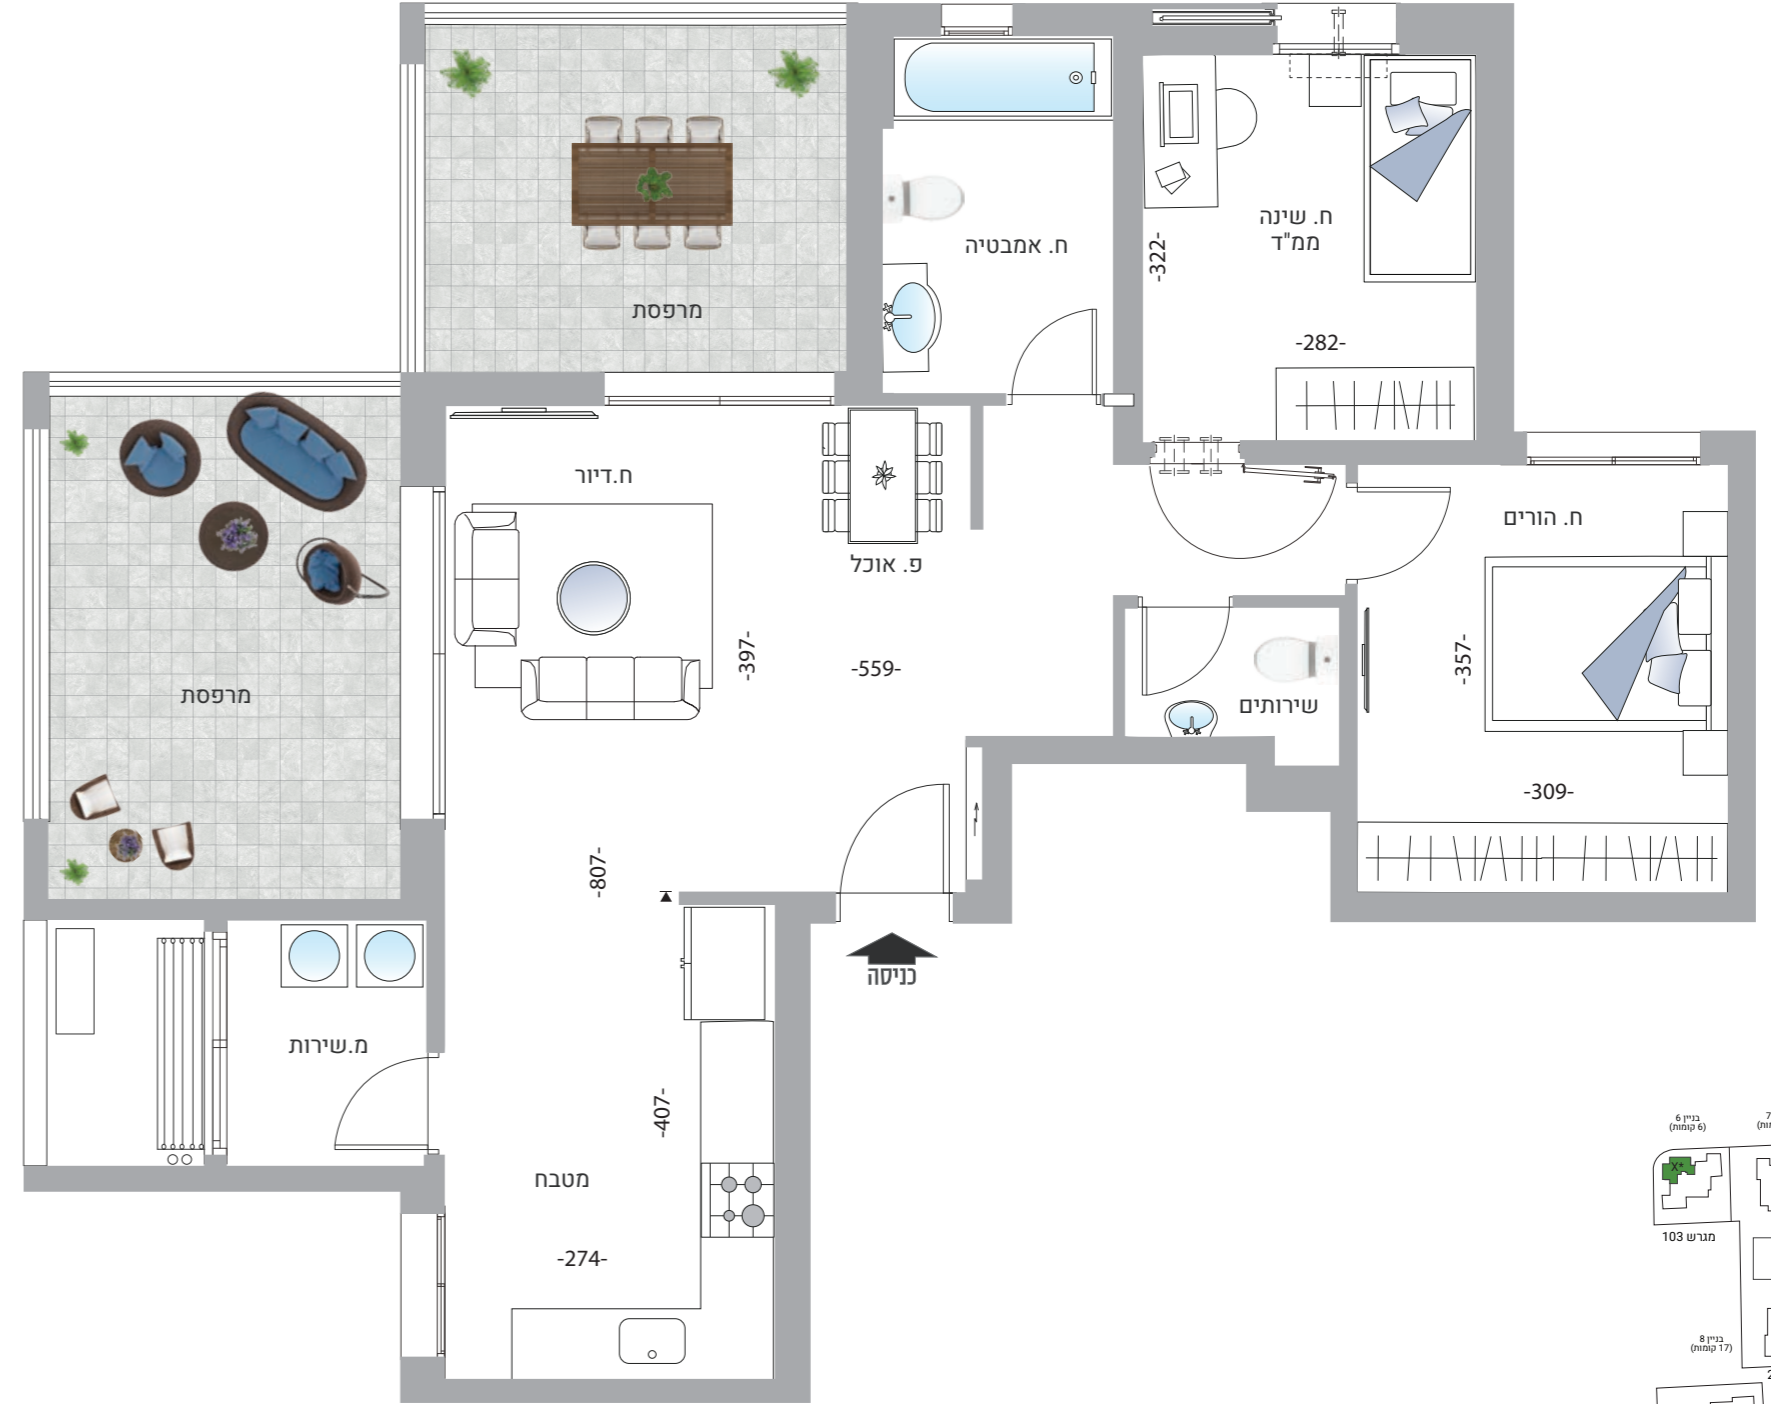 מרפסת
ח. אמבטיה
ח. שינה
ממ"ד
-322-
-282-
ח.דיור
פ. אוכל
ח. הורים
-397-
-559-
-357-
מרפסת
שירותים
-309-
-807-
כניסה
מ.שירות
-407-
מטבח
-274-
בניין 6
(6 קומות)
מגרש 103
בניין 8
(17 קומות)